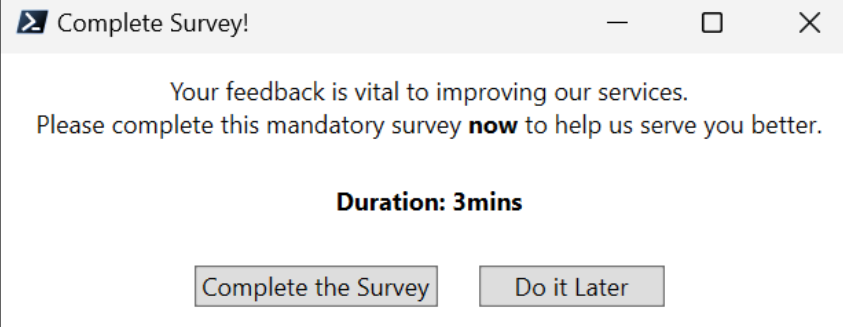 Complete Survey!
Your feedback is vital to improving our services.
Please complete this mandatory survey now to help us serve you better.
Duration: 3mins
Complete the Survey
Do it Later